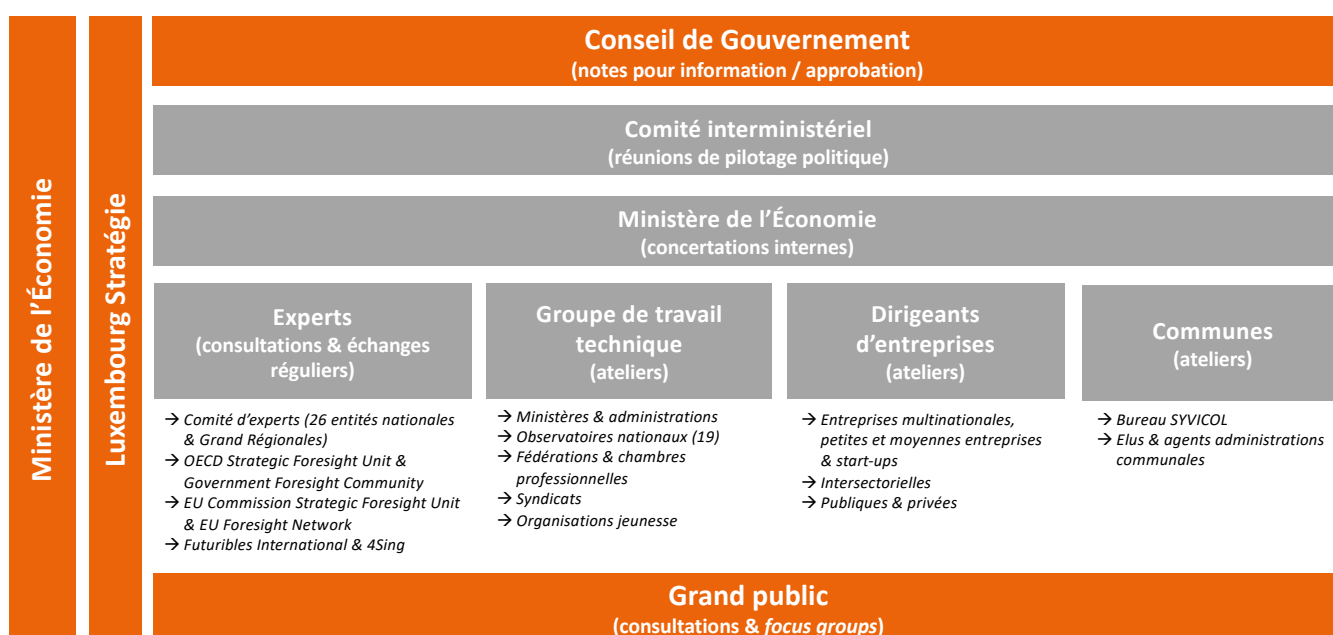 Ministère de l’Économie
Luxembourg Stratégie
Conseil de Gouvernement
(notes pour information / approbation)
Comité interministériel
(réunions de pilotage politique)
Ministère de l’Économie
(concertations internes)
Experts
(consultations & échanges
réguliers)
→ Comité d’experts (26 entités nationales
& Grand Régionales)
→ OECD Strategic Foresight Unit &
Government Foresight Community
→ EU Commission Strategic Foresight Unit
& EU Foresight Network
→ Futuribles International & 4Sing
Groupe de travail
technique
(ateliers)
→ Ministères & administrations
→ Observatoires nationaux (19)
→ Fédérations & chambres
professionnelles
→ Syndicats
→ Organisations jeunesse
Dirigeants
d’entreprises
(ateliers)
→ Entreprises multinationales,
petites et moyennes entreprises
& start-ups
→ Intersectorielles
→ Publiques & privées
Communes
(ateliers)
→ Bureau SYVICOL
→ Elus & agents administrations
communales
Grand public
(consultations & focus groups)